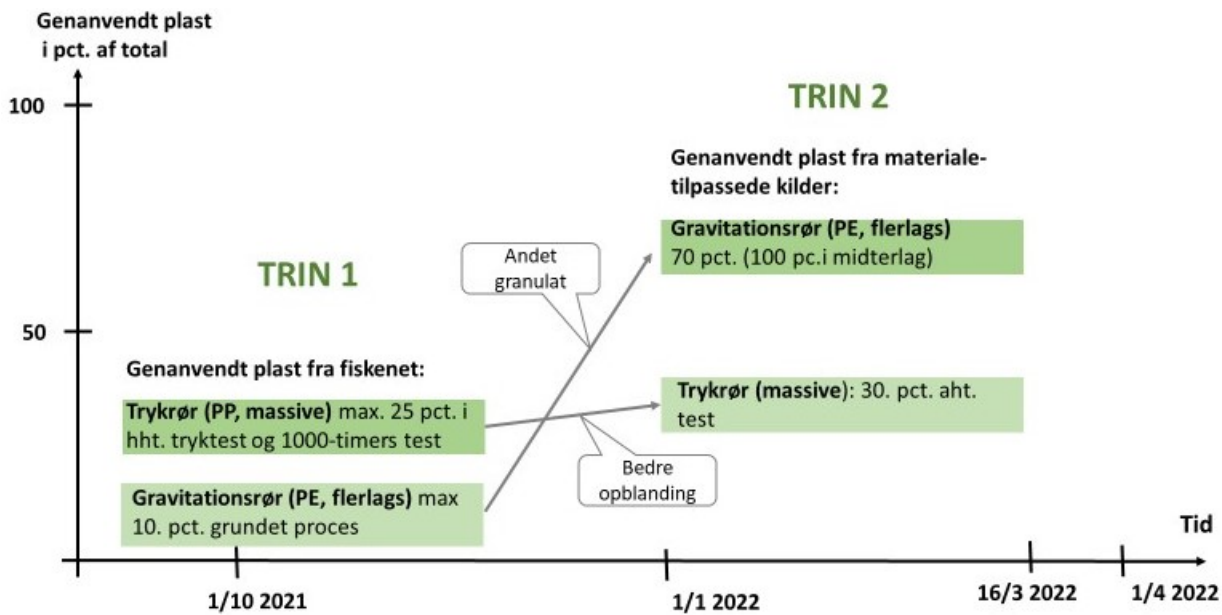 Genanvendt plast
i pct. af total
100
50
TRIN 1
Genanvendt plast fra fiskenet:
Trykrør (PP, massive) max. 25 pct. i
hht. tryktest og 1000-timers test
Gravitationsrør (PE, flerlags) max
10. pct. grundet proces
Andet
granulat
Bedre
opblanding
TRIN 2
Genanvendt plast fra materiale-
tilpassede kilder:
Gravitationsrør (PE, flerlags)
70 pct. (100 pc.i midterlag)
Trykrør (massive): 30. pct. aht.
test
Tid
1/10 2021
1/1 2022
16/3 2022
1/4 2022